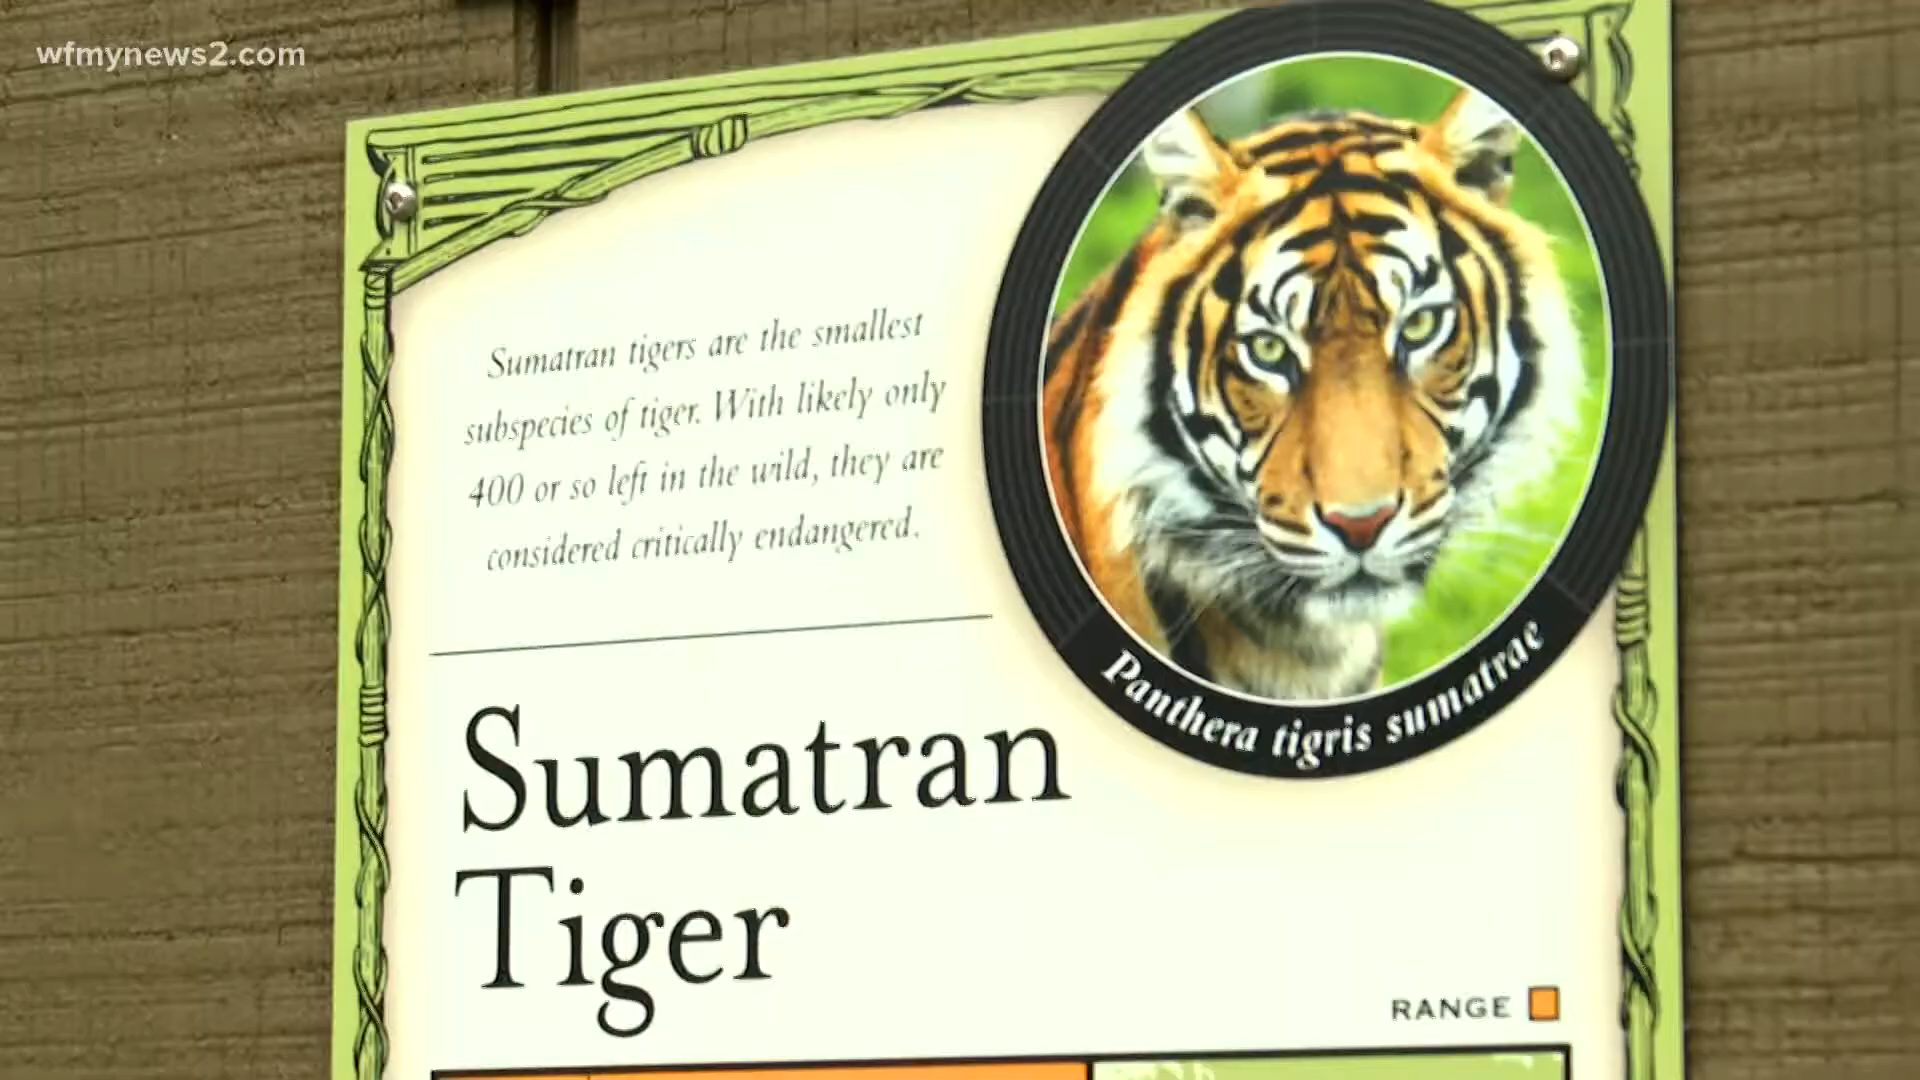 wfmynews2.com
Sumatran tigers are the smallest
subspecies of tiger. With likely only
400 or so left in the wild, they are
considered critically endangered.
Panthera tigris sumatrae
Sumatran
Tiger
RANGE